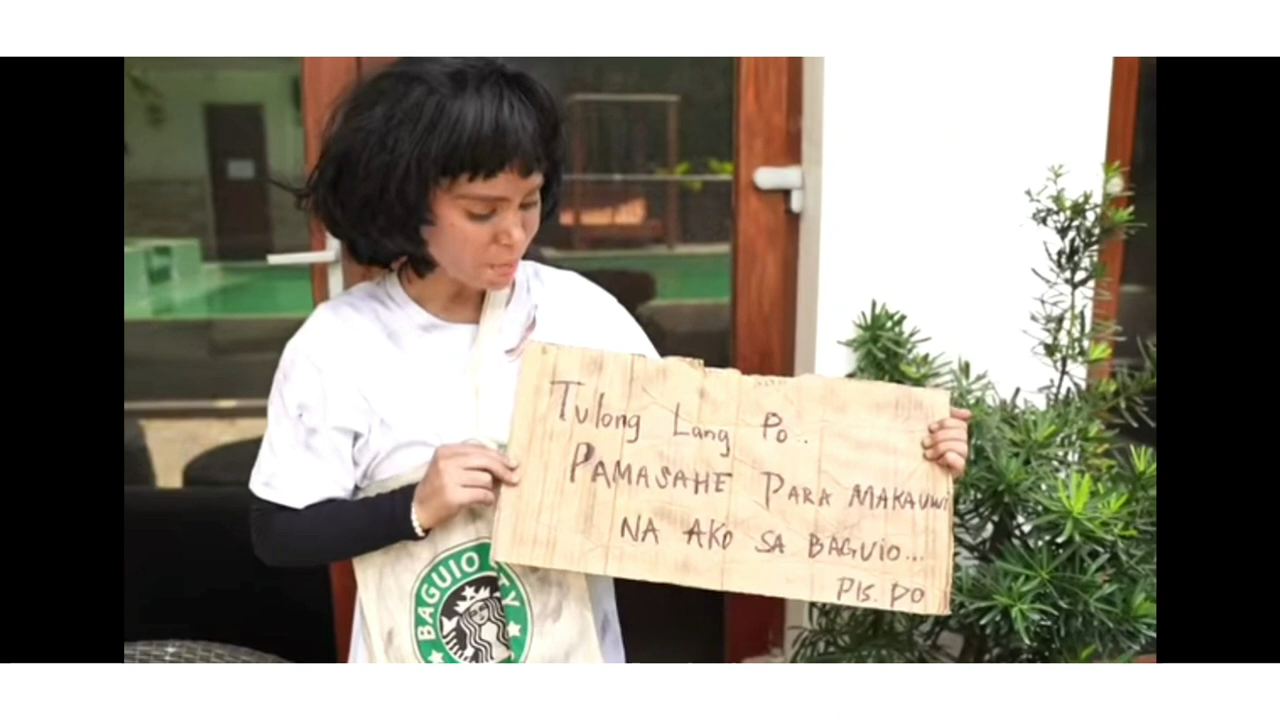 Tulong Lang Po..
PAMASAHE PARA MAKAUWI
NA AKO SA BAGUIO...
Pls. PO
BAGUIO